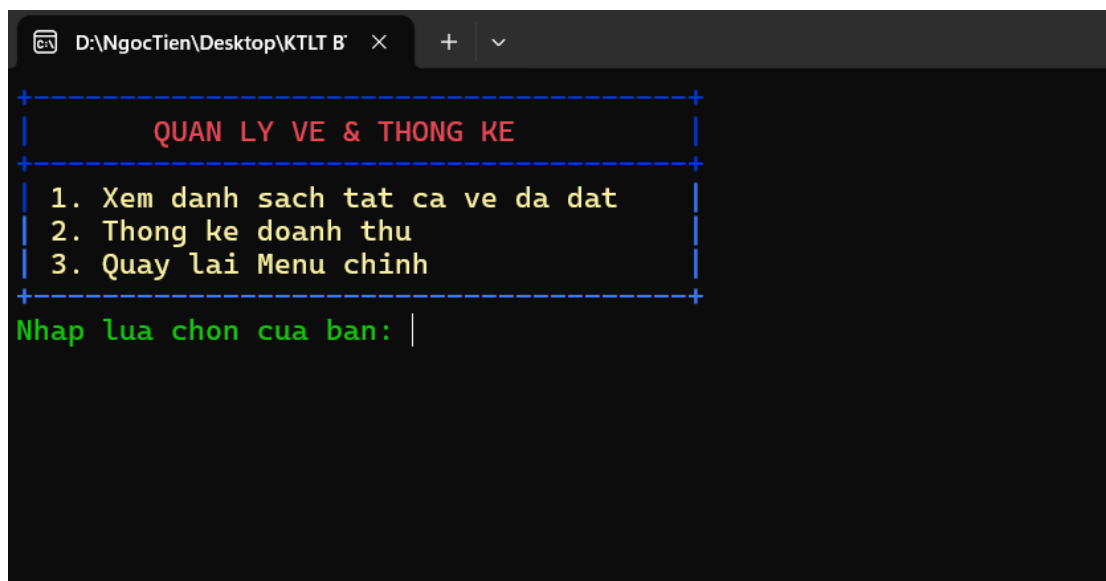 D:\NgocTien\Desktop\KTLT B
QUAN LY VE & THONG KE
1. Xem danh sach tat ca ve da dat
2. Thong ke doanh thu
3. Quay lai Menu chinh
Nhap lua chon cua ban: